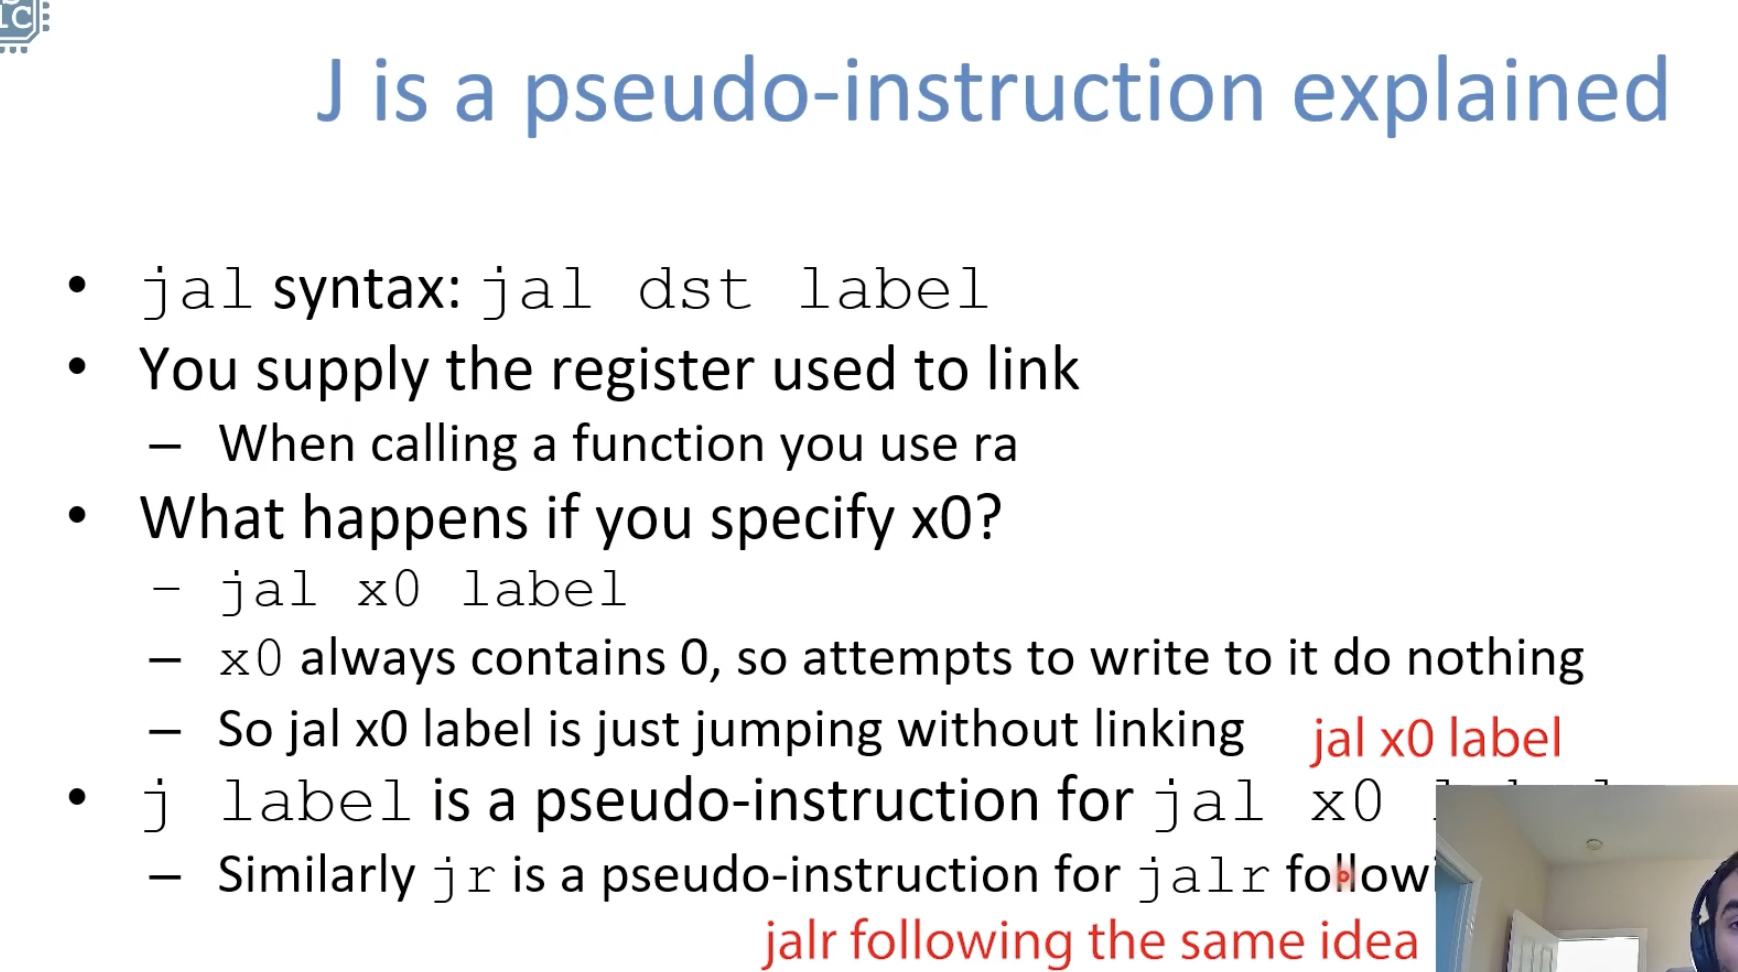 IC
J is a pseudo-instruction explained
• jal syntax: jal dst label
• You supply the register used to link
– When calling a function you use ra
• What happens if you specify x0?
– jal x0 label
– x0 always contains 0, so attempts to write to it do nothing
– So jal x0 label is just jumping without linking
jal x0 label
• j label is a pseudo-instruction for jal x0
– Similarly jr is a pseudo-instruction for jalr
jalr following the same idea